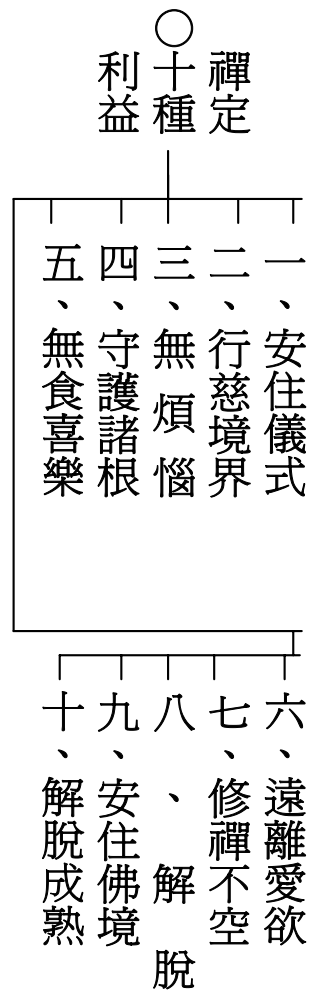 ○
禪定
十種
利益
一、安住儀式
二、行慈境界
三、無煩惱
四、守護諸根
五、無食喜樂
六、遠離愛欲
七、修禪不空
八、解脫
九、安住佛境
十、解脫成熟